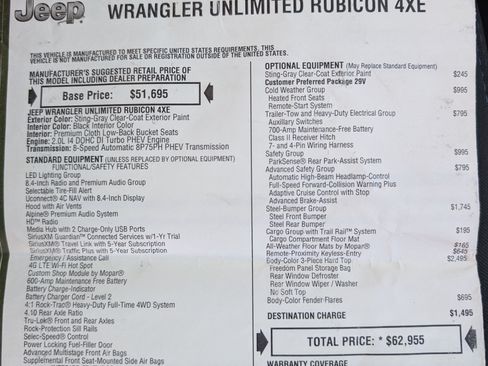 Jeep
WRANGLER UNLIMITED RUBICON 4XE
THIS VEHICLE IS MANUFACTURED TO MEET SPECIFIC UNITED STATES REQUIREMENTS. THIS
VEHICLE IS NOT MANUFACTURED FOR SALE OR REGISTRATION OUTSIDE OF THE UNITED STATES.
MANUFACTURER'S SUGGESTED RETAIL PRICE OF
THIS MODEL INCLUDING DEALER PREPARATION
Base Price: $51,695
JEEP WRANGLER UNLIMITED RUBICON 4XE
Exterior Color: Sting-Gray Clear-Coat Exterior Paint
Interior Color: Black Interior Color
Interior: Premium Cloth Low-Back Bucket Seats
Engine: 2.0L I4 DOHC DI Turbo PHEV Engine
Transmission: 8-Speed Automatic 8P75PH PHEV Transmission
STANDARD EQUIPMENT (UNLESS REPLACED BY OPTIONAL EQUIPMENT)
FUNCTIONAL/SAFETY FEATURES
LED Lighting Group
8.4-Inch Radio and Premium Audio Group
Selectable Tire-Fill Alert
Uconnect® 4C NAV with 8.4-Inch Display
Hood with Air Vents
Alpine® Premium Audio System
HD™ Radio
Media Hub with 2 Charge-Only USB Ports
SiriusXM Guardian™ Connected Services w/1-Yr Trial
SiriusXM® Travel Link with 5-Year Subscription
SiriusXM® Traffic Plus with 5-Year Subscription
Emergency / Assistance Call
4G LTE Wi-Fi Hot Spot
Custom Shop Module by Mopar®
600-Amp Maintenance Free Battery
Battery Charge-Indicator
Battery Charger Cord - Level 2
4:1 Rock-Trac® Heavy-Duty Full-Time 4WD System
4.10 Rear Axle Ratio
Tru-Lok® Front and Rear Axles
Rock-Protection Sill Rails
Selec-Speed® Control
Power Locking Fuel-Filler Door
Advanced Multistage Front Air Bags
Supplemental Front Seat-Mounted Side Air Bags
OPTIONAL EQUIPMENT (May Replace Standard Equipment)
Sting-Gray Clear-Coat Exterior Paint $245
Customer Preferred Package 29V
Cold Weather Group $995
Heated Front Seats
Remote-Start System
Trailer-Tow and Heavy-Duty Electrical Group $795
Auxillary Switches
700-Amp Maintenance-Free Battery
Class II Receiver Hitch
7- and 4-Pin Wiring Harness
Safety Group $995
ParkSense® Rear Park-Assist System
Advanced Safety Group $795
Automatic High-Beam Headlamp-Control
Full-Speed Forward-Collision Warning Plus
Adaptive Cruise Control with Stop
Advanced Brake-Assist
Steel-Bumper Group $1,745
Steel Front Bumper
Steel Rear Bumper
Cargo Group with Trail Rail™ System $195
Cargo Compartment Floor Mat
All-Weather Floor Mats by Mopar® $165
Remote-Proximity Keyless-Entry $645
Body-Color 3-Piece Hard Top $2,495
Freedom Panel Storage Bag
Rear Window Defroster
Rear Window Wiper / Washer
No Soft Top
Body-Color Fender-Flares $695
DESTINATION CHARGE $1,495
TOTAL PRICE: * $62,955
WARRANTY COVERAGE